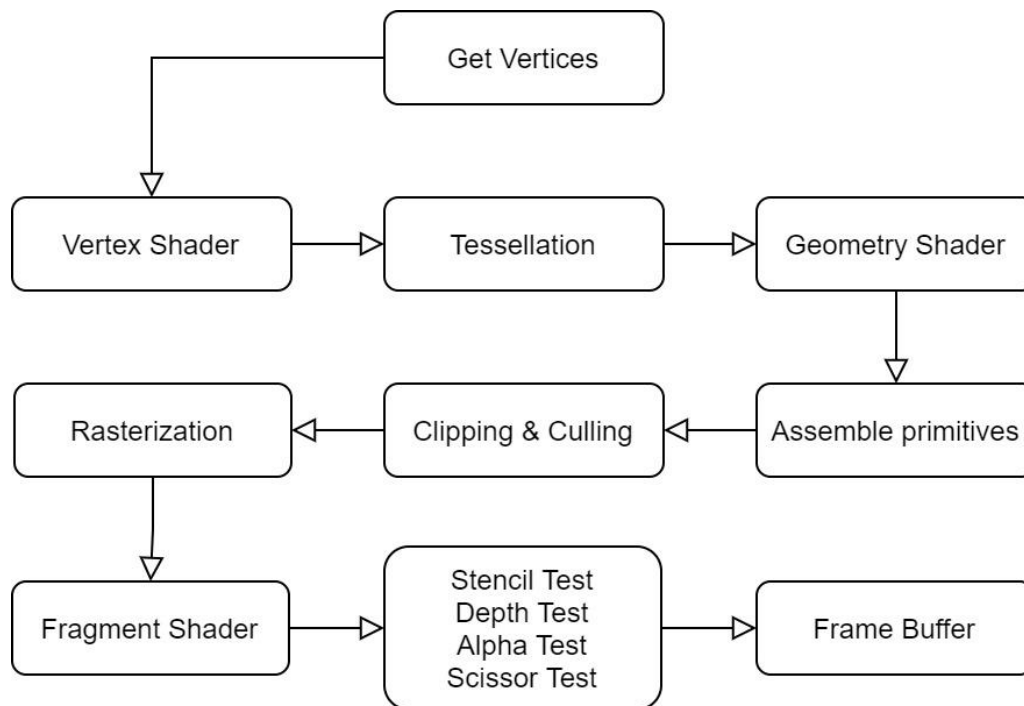 Get Vertices
Vertex Shader
Tessellation
Geometry Shader
Assemble primitives
Clipping & Culling
Rasterization
Fragment Shader
Stencil Test
Depth Test
Alpha Test
Scissor Test
Frame Buffer